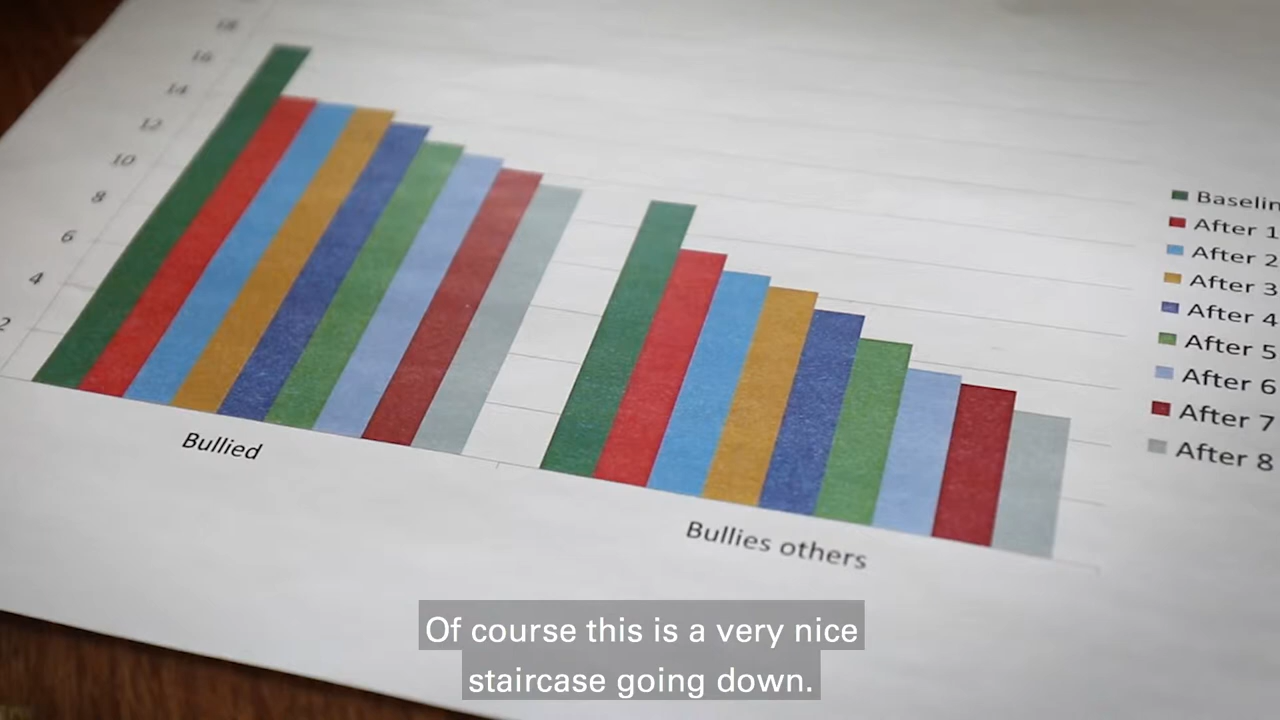 18
16
14
12
10
8
6
4
2
Bullied
Bullies others
Baselin
After 1
After 2
After 3
After 4
After 5
After 6
After 7
After 8
Of course this is a very nice
staircase going down.